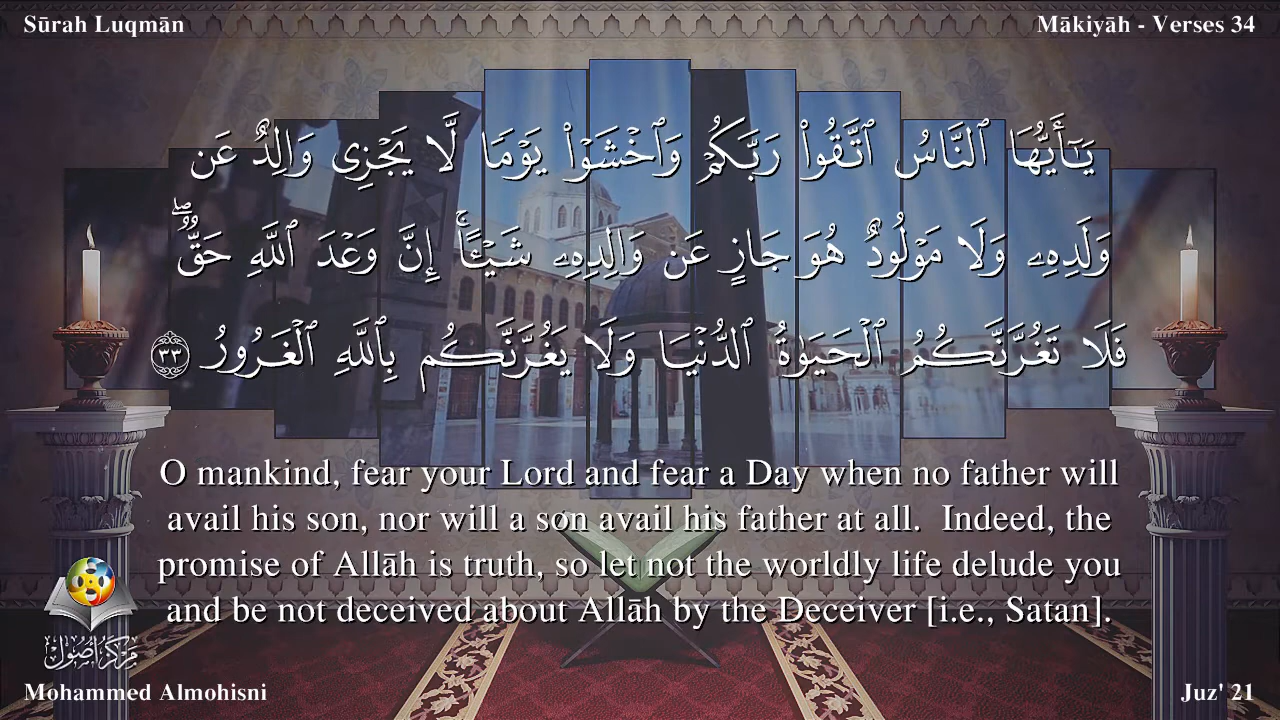 Sūrah Luqmān
Mākiyāh - Verses 34
يَـٰٓأَيُّهَا ٱلنَّاسُ ٱتَّقُوا۟ رَبَّكُمْ وَٱخْشَوْا۟ يَوْمًا لَّا يَجْزِى وَالِدٌ عَن
وَلَدِهِۦ وَلَا مَوْلُودٌ هُوَ جَازٍ عَن وَالِدِهِۦ شَيْـًٔا ۚ إِنَّ وَعْدَ ٱللَّهِ حَقٌّ ۖ
فَلَا تَغُرَّنَّكُمُ ٱلْحَيَوٰةُ ٱلدُّنْيَا وَلَا يَغُرَّنَّكُم بِٱللَّهِ ٱلْغَرُورُ ٣٣
O mankind, fear your Lord and fear a Day when no father will
avail his son, nor will a son avail his father at all.  Indeed, the
promise of Allāh is truth, so let not the worldly life delude you
and be not deceived about Allāh by the Deceiver [i.e., Satan].
مركز أصول
Mohammed Almohisni
Juz' 21